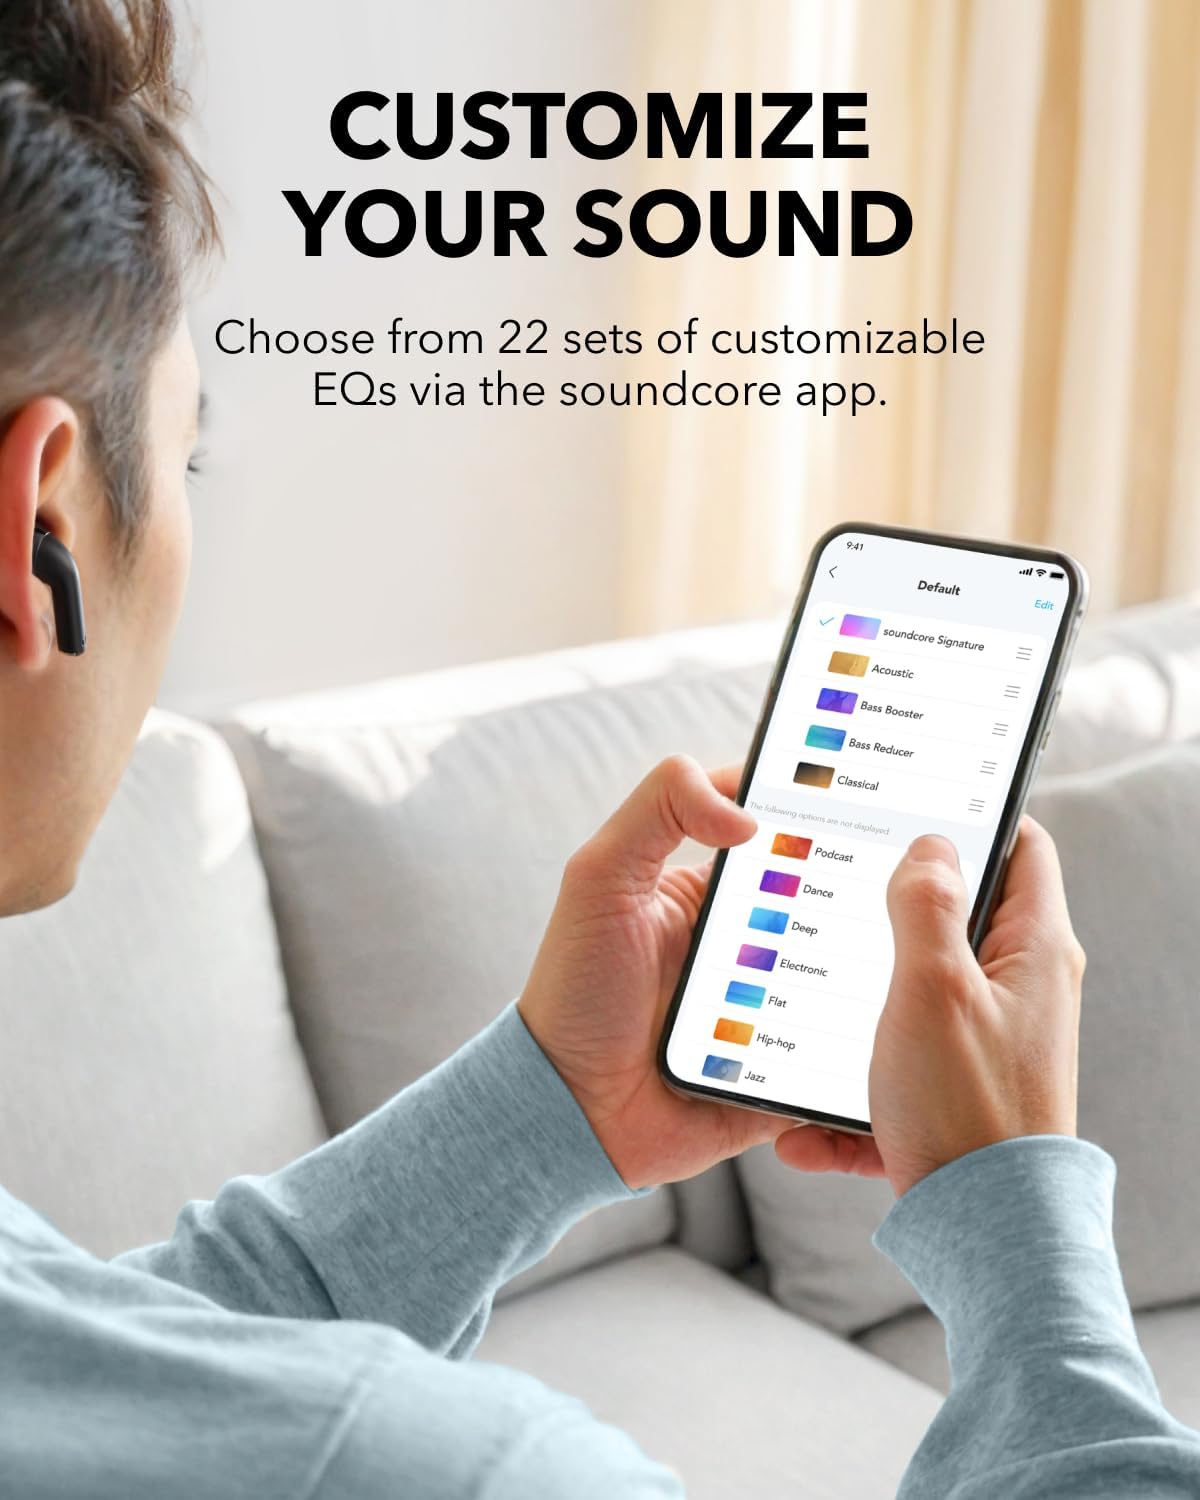 CUSTOMIZE
YOUR SOUND
Choose from 22 sets of customizable
EQs via the soundcore app.
9:41
Default
Edit
soundcore Signature
Acoustic
Bass Booster
Bass Reducer
Classical
The following options are not displayed
Podcast
Dance
Deep
Electronic
Flat
Hip-hop
Jazz